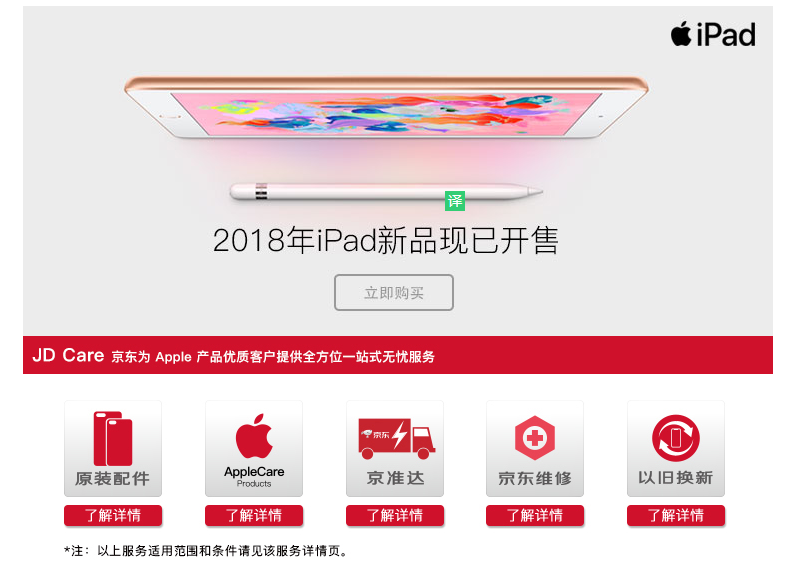 iPad
译
2018年iPad新品现已开售
立即购买
JD Care 京东为 Apple 产品优质客户提供全方位一站式无忧服务
京东
原装配件
AppleCare
Products
京准达
京东维修
以旧换新
了解详情
了解详情
了解详情
了解详情
了解详情
*注：以上服务适用范围和条件请见该服务详情页。